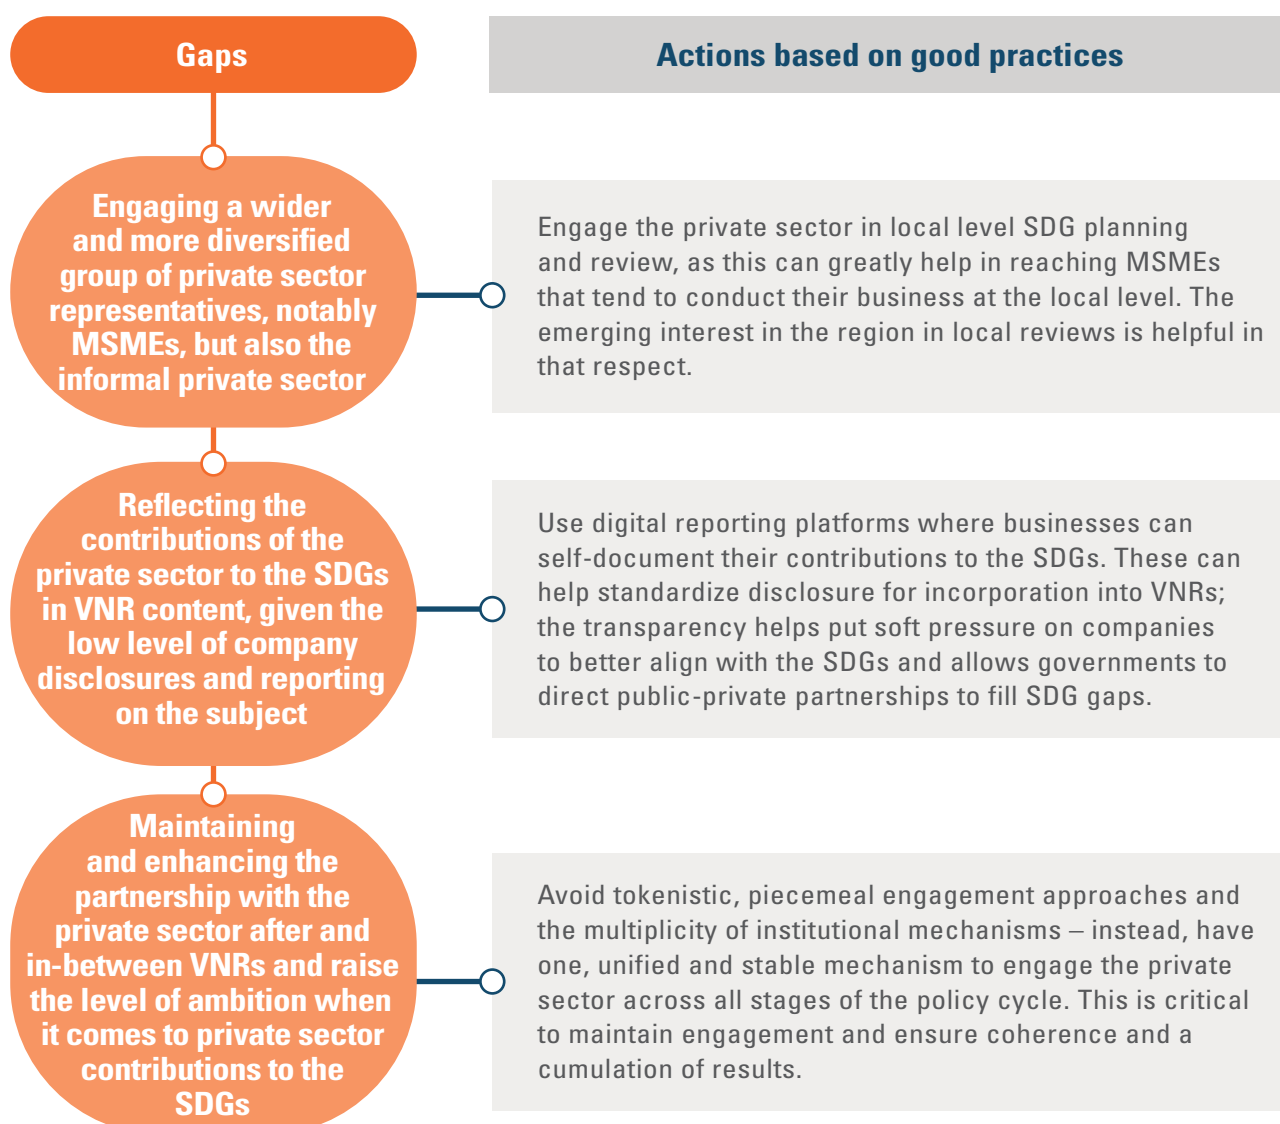 Gaps
Actions based on good practices
Engaging a wider
and more diversified
group of private sector
representatives, notably
MSMEs, but also the
informal private sector
Engage the private sector in local level SDG planning
and review, as this can greatly help in reaching MSMEs
that tend to conduct their business at the local level. The
emerging interest in the region in local reviews is helpful in
that respect.
Reflecting the
contributions of the
private sector to the SDGs
in VNR content, given the
low level of company
disclosures and reporting
on the subject
Use digital reporting platforms where businesses can
self-document their contributions to the SDGs. These can
help standardize disclosure for incorporation into VNRs;
the transparency helps put soft pressure on companies
to better align with the SDGs and allows governments to
direct public-private partnerships to fill SDG gaps.
Maintaining
and enhancing the
partnership with the
private sector after and
in-between VNRs and raise
the level of ambition when
it comes to private sector
contributions to the
SDGs
Avoid tokenistic, piecemeal engagement approaches and
the multiplicity of institutional mechanisms – instead, have
one, unified and stable mechanism to engage the private
sector across all stages of the policy cycle. This is critical
to maintain engagement and ensure coherence and a
cumulation of results.